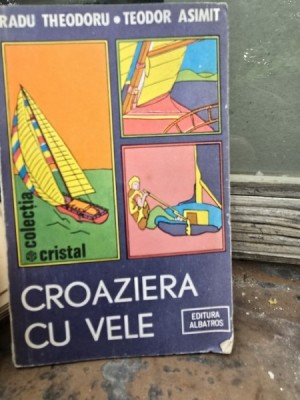 RADU THEODORU • TEODOR ASIMIT
colecția
cristal
CROAZIERA
CU VELE
EDITURA
ALBATROS